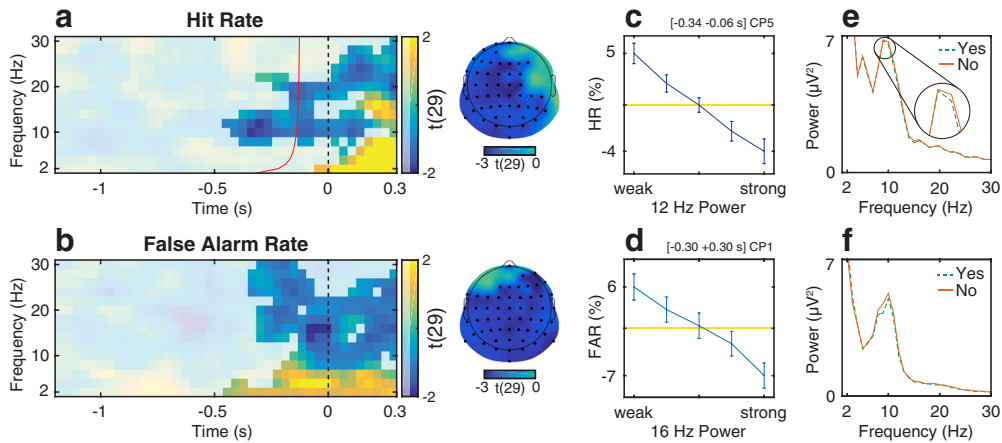 a
Hit Rate
Frequency (Hz)
30
20
10
2
-1
-0.5
0
0.3
Time (s)
2
t(29)
-2
-3
t(29)
0
c
[-0.34 -0.06 s] CP5
HR (%)
5
-4
weak
strong
12 Hz Power
e
Power (µV²)
7
0
Yes
No
2
10
20
30
Frequency (Hz)
b
False Alarm Rate
Frequency (Hz)
30
20
10
2
-1
-0.5
0
0.3
Time (s)
2
t(29)
-2
-3
t(29)
0
d
[-0.30 +0.30 s] CP1
FAR (%)
6
-7
weak
strong
16 Hz Power
f
Power (µV²)
7
0
Yes
No
2
10
20
30
Frequency (Hz)